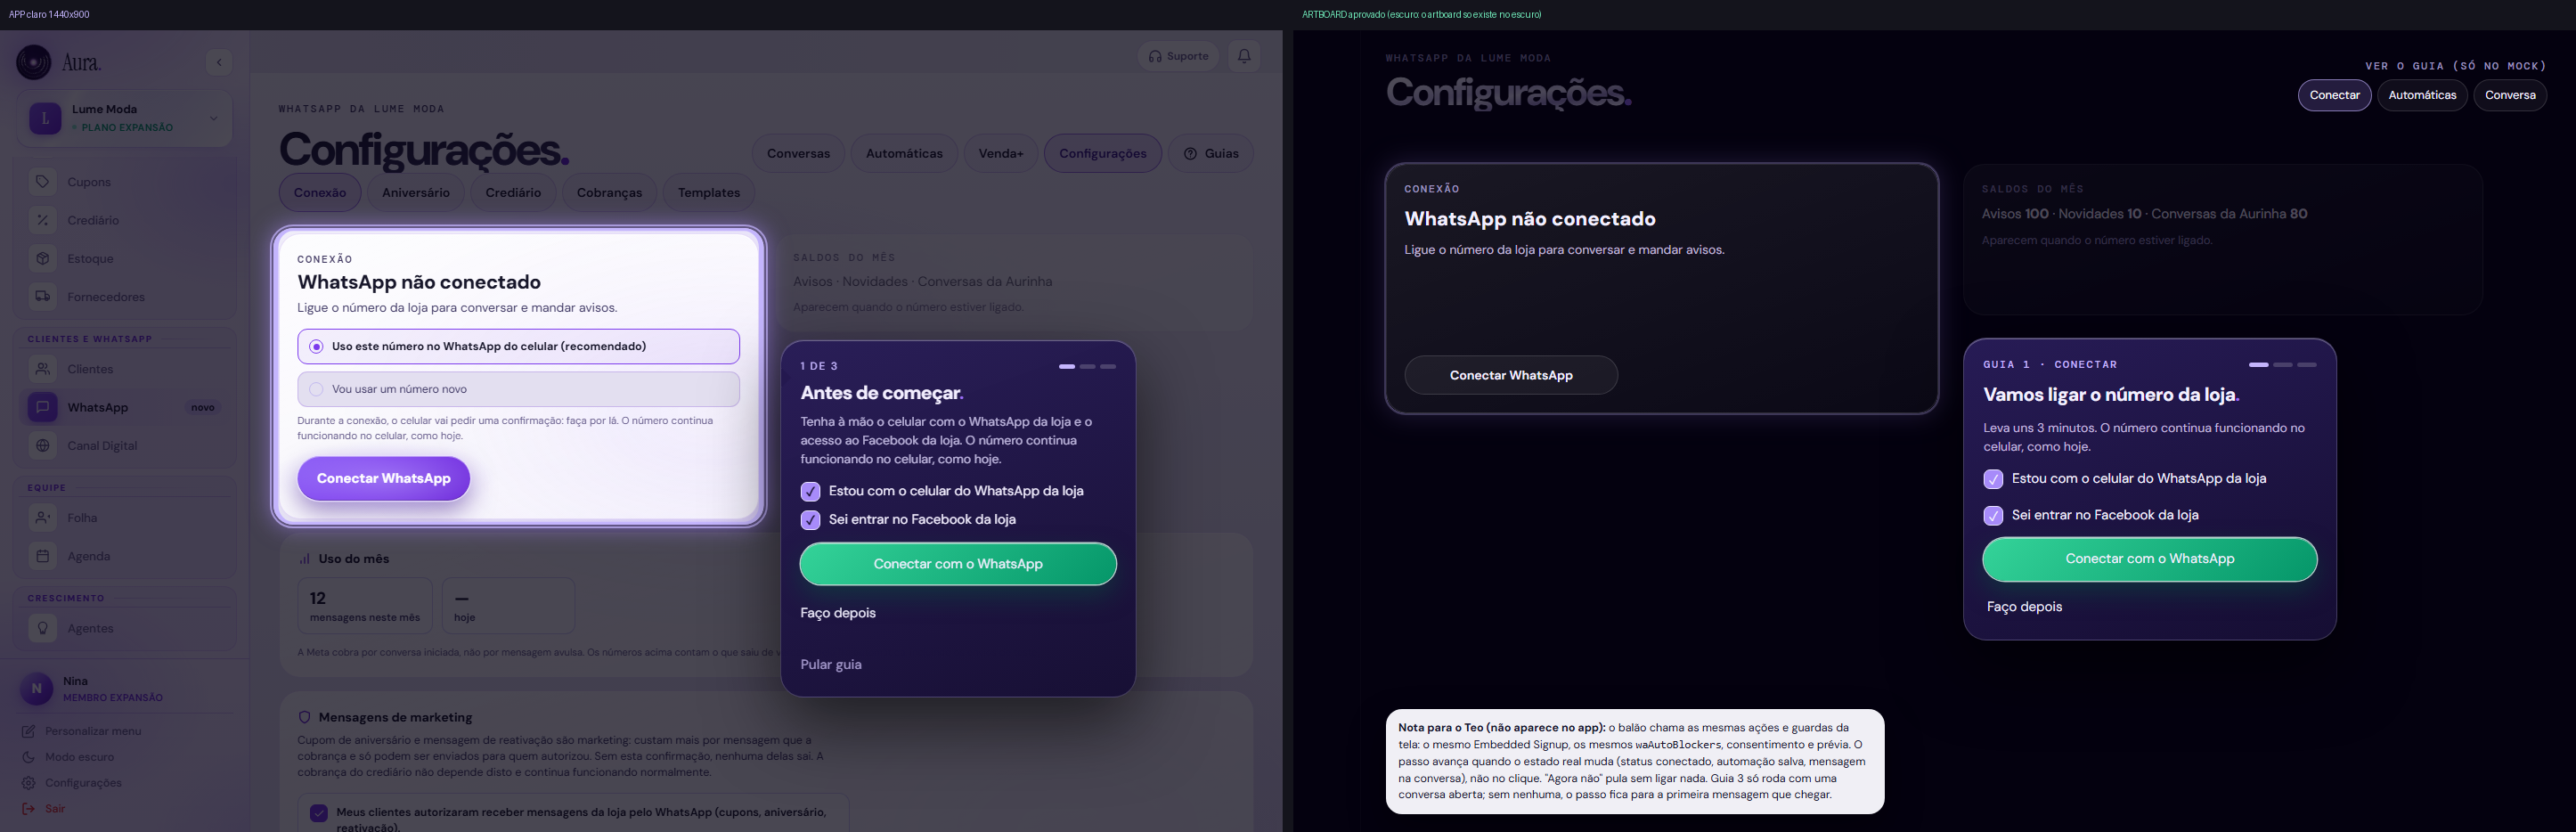 APP claro 1440x900
Aura.
Lume Moda
PLANO EXPANSÃO
Cupons
Crediário
Estoque
Fornecedores
CLIENTES E WHATSAPP
Clientes
WhatsApp novo
Canal Digital
EQUIPE
Folha
Agenda
CRESCIMENTO
Agentes
N Nina
MEMBRO EXPANSÃO
Personalizar menu
Modo escuro
Configurações
Sair
Suporte
WHATSAPP DA LUME MODA
Configurações.
Conversas Automáticas Venda+ Configurações Guias
Conexão Aniversário Crediário Cobranças Templates
CONEXÃO
WhatsApp não conectado
Ligue o número da loja para conversar e mandar avisos.
Uso este número no WhatsApp do celular (recomendado)
Vou usar um número novo
Durante a conexão, o celular vai pedir uma confirmação: faça por lá. O número continua
funcionando no celular, como hoje.
Conectar WhatsApp
SALDOS DO MÊS
Avisos · Novidades · Conversas da Aurinha
Aparecem quando o número estiver ligado.
1 DE 3
Antes de começar.
Tenha à mão o celular com o WhatsApp da loja e o
acesso ao Facebook da loja. O número continua
funcionando no celular, como hoje.
Estou com o celular do WhatsApp da loja
Sei entrar no Facebook da loja
Conectar com o WhatsApp
Faço depois
Pular guia
Uso do mês
12
mensagens neste mês
—
hoje
A Meta cobra por conversa iniciada, não por mensagem avulsa. Os números acima contam o que saiu de
Mensagens de marketing
Cupom de aniversário e mensagem de reativação são marketing: custam mais por mensagem que a
cobrança e só podem ser enviados para quem autorizou. Sem esta confirmação, nenhuma delas sai. A
cobrança do crediário não depende disto e continua funcionando normalmente.
Meus clientes autorizaram receber mensagens da loja pelo WhatsApp (cupons, aniversário,
reativação).
ARTBOARD aprovado (escuro: o artboard so existe no escuro)
WHATSAPP DA LUME MODA
Configurações.
VER O GUIA (SÓ NO MOCK)
Conectar Automáticas Conversa
CONEXÃO
WhatsApp não conectado
Ligue o número da loja para conversar e mandar avisos.
Conectar WhatsApp
SALDOS DO MÊS
Avisos 100 · Novidades 10 · Conversas da Aurinha 80
Aparecem quando o número estiver ligado.
GUIA 1 · CONECTAR
Vamos ligar o número da loja.
Leva uns 3 minutos. O número continua funcionando no
celular, como hoje.
Estou com o celular do WhatsApp da loja
Sei entrar no Facebook da loja
Conectar com o WhatsApp
Faço depois
Nota para o Teo (não aparece no app): o balão chama as mesmas ações e guardas da
tela: o mesmo Embedded Signup, os mesmos waAutoBlockers, consentimento e prévia. O
passo avança quando o estado real muda (status conectado, automação salva, mensagem
na conversa), não no clique. "Agora não" pula sem ligar nada. Guia 3 só roda com uma
conversa aberta; sem nenhuma, o passo fica para a primeira mensagem que chegar.